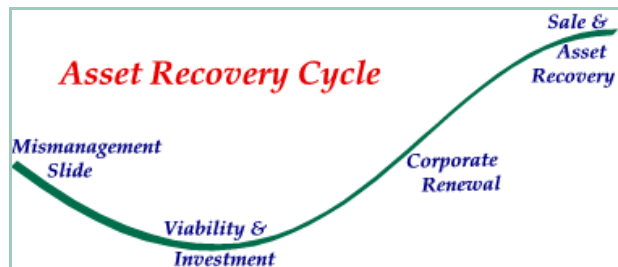 Asset Recovery Cycle
Mismanagement
Slide
Viability &
Investment
Corporate
Renewal
Sale &
Asset
Recovery